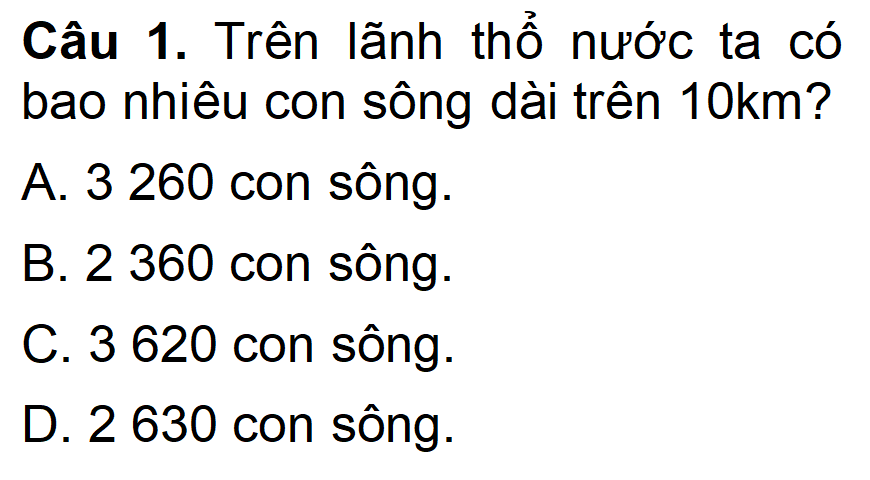 Câu 1. Trên lãnh thổ nước ta có
bao nhiêu con sông dài trên 10km?
A. 3 260 con sông.
B. 2 360 con sông.
C. 3 620 con sông.
D. 2 630 con sông.